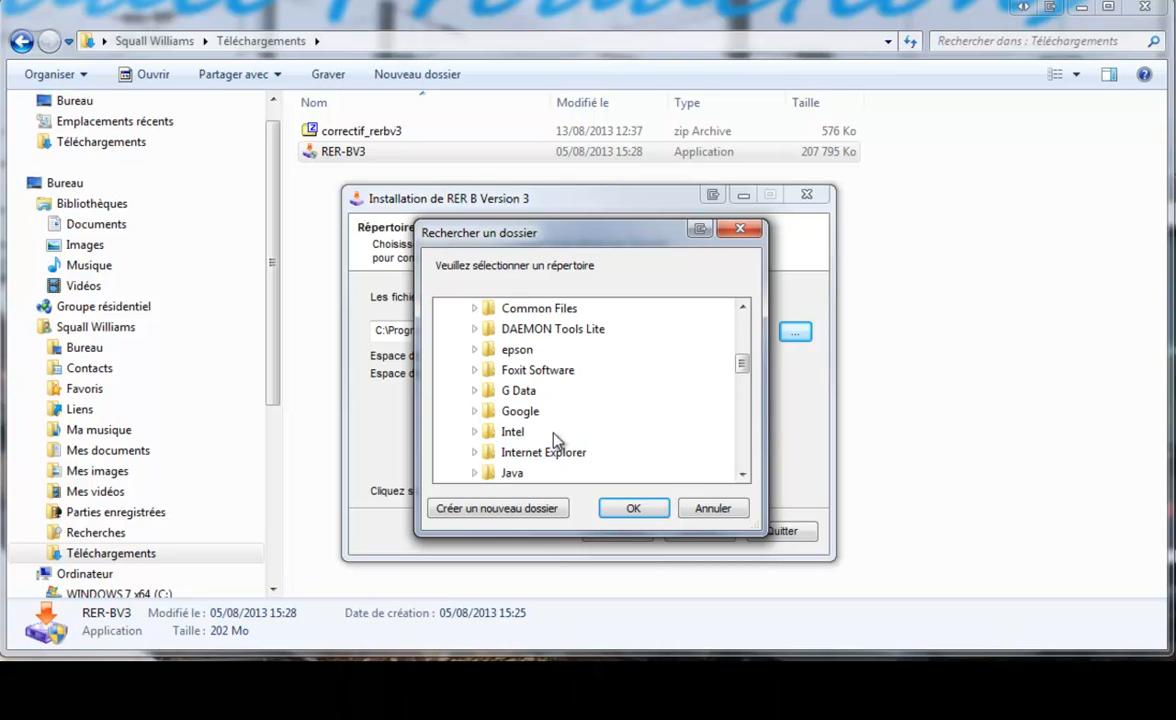 Squall Williams ▸ Téléchargements ▸
Rechercher dans : Téléchargements
Organiser Ouvrir Partager avec Graver Nouveau dossier
Nom Modifié le Type Taille
correctif_rerbv3 13/08/2013 12:37 zip Archive 576 Ko
RER-BV3 05/08/2013 15:28 Application 207 795 Ko
Bureau
Emplacements récents
Téléchargements
Bureau
Bibliothèques
Documents
Images
Musique
Vidéos
Groupe résidentiel
Squall Williams
Bureau
Contacts
Favoris
Liens
Ma musique
Mes documents
Mes images
Mes vidéos
Parties enregistrées
Recherches
Téléchargements
Ordinateur
WINDOWS 7 x64 (C:)
Installation de RER B Version 3
Répertoire
Choisiss
pour con
Les fichie
C:\Progr
...
Espace d
Espace d
Cliquez s
Quitter
Rechercher un dossier
Veuillez sélectionner un répertoire
Common Files
DAEMON Tools Lite
epson
Foxit Software
G Data
Google
Intel
Internet Explorer
Java
Créer un nouveau dossier OK Annuler
RER-BV3 Modifié le : 05/08/2013 15:28 Date de création : 05/08/2013 15:25
Application Taille : 202 Mo